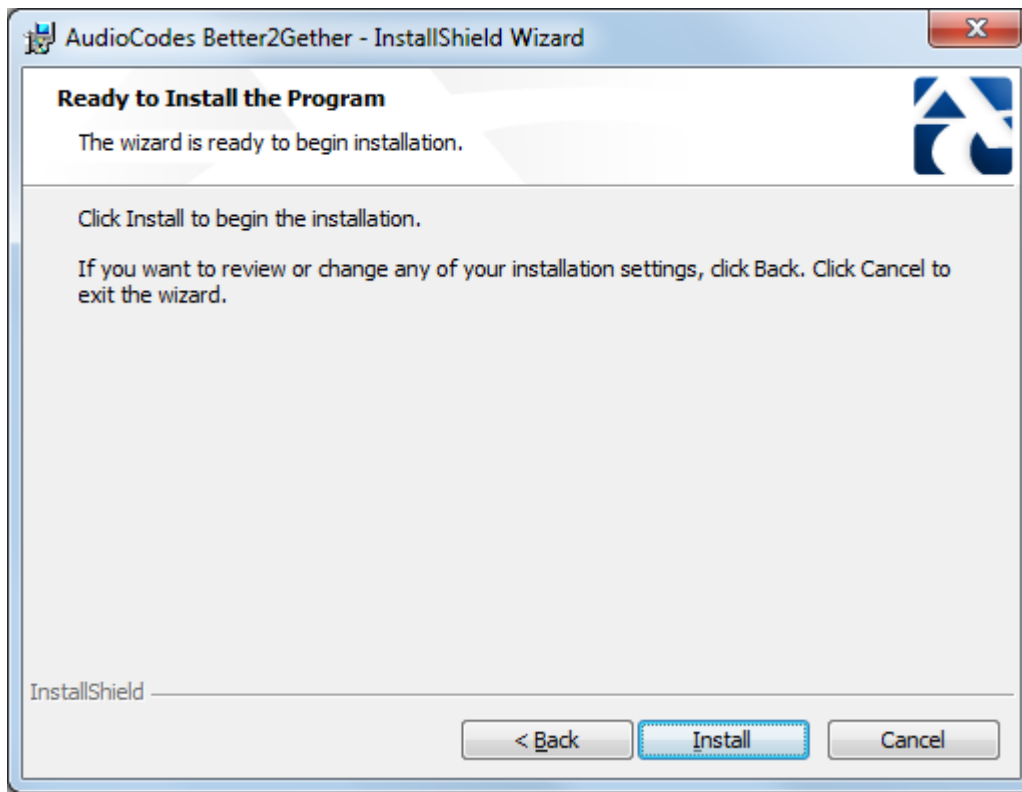 AudioCodes Better2Gether - InstallShield Wizard
Ready to Install the Program
The wizard is ready to begin installation.
Click Install to begin the installation.
If you want to review or change any of your installation settings, click Back. Click Cancel to
exit the wizard.
InstallShield
< Back
Install
Cancel